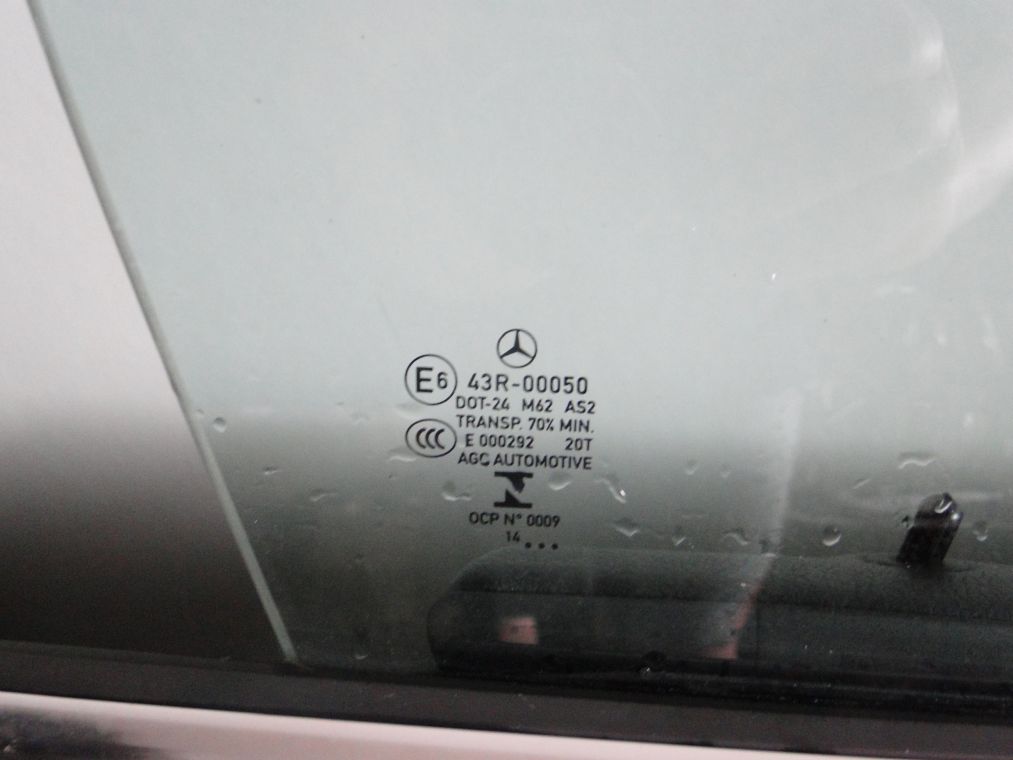 E6 43R-00050
DOT-24 M62 AS2
TRANSP. 70% MIN.
CCC E 000292 20T
AGC AUTOMOTIVE
OCP N° 0009
14 ...